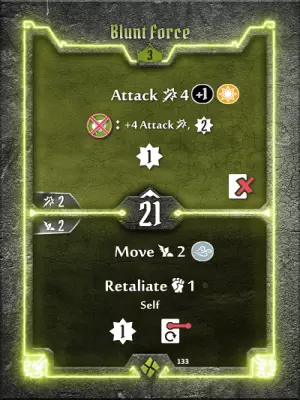 Blunt Force
3
Attack 4 +1
: +4 Attack , 2
1
2
21
2
Move 2
Retaliate 1
Self
1
133